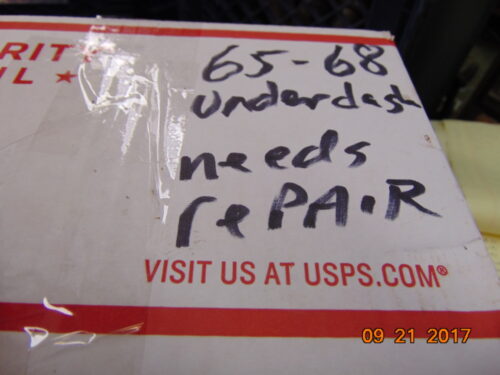 RIT
IL ★
65-68
underdash
needs
rePAIR
VISIT US AT USPS.COM®
09 21 2017